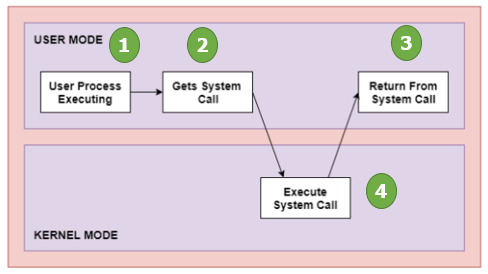 USER MODE
1
2
3
User Process
Executing
Gets System
Call
Return From
System Call
Execute
System Call
4
KERNEL MODE